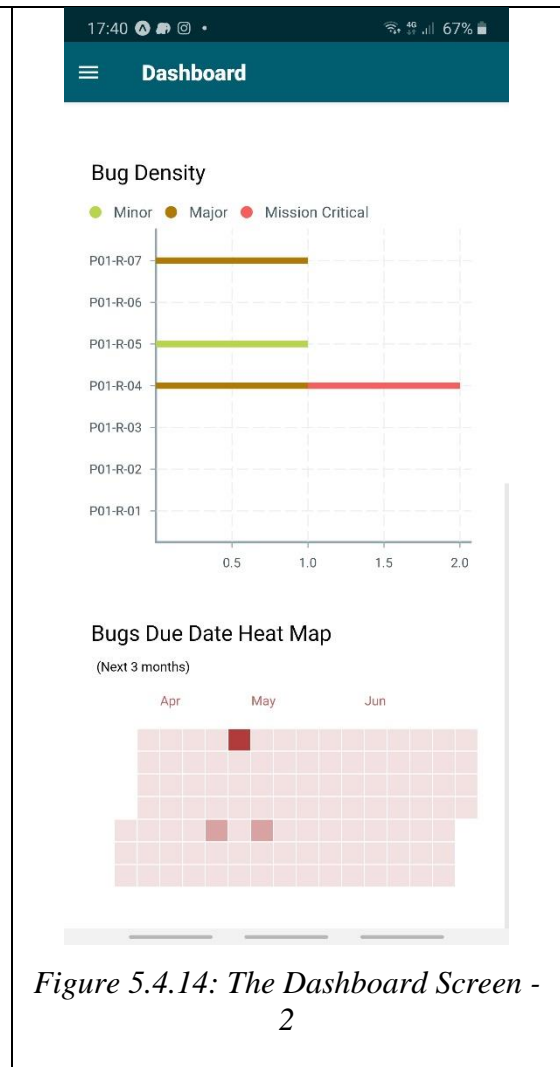 17:40 4G 67%
Dashboard
Bug Density
Minor Major Mission Critical
P01-R-07
P01-R-06
P01-R-05
P01-R-04
P01-R-03
P01-R-02
P01-R-01
0.5 1.0 1.5 2.0
Bugs Due Date Heat Map
(Next 3 months)
Apr May Jun
Figure 5.4.14: The Dashboard Screen -
2